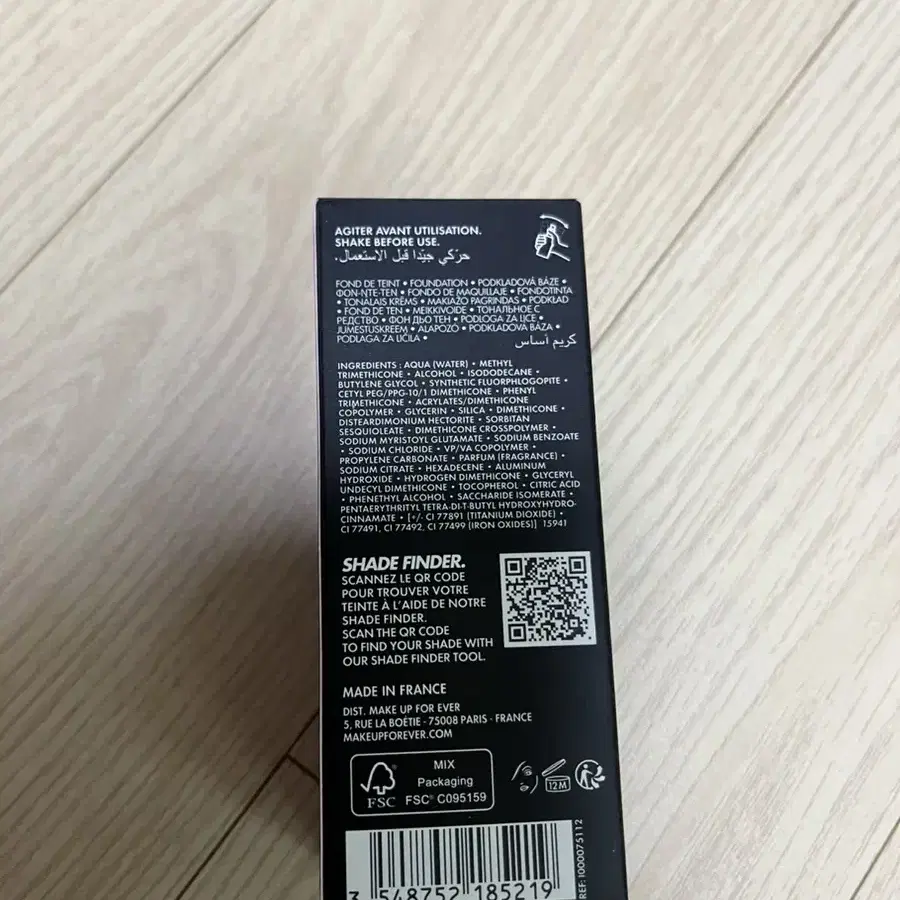 AGITER AVANT UTILISATION.
SHAKE BEFORE USE.
حرّكي جيّدا قبل الاستعمال.
FOND DE TEINT • FOUNDATION • PODKLADOVÁ BÁZE •
ФОН-ΝΤΕ-ΤΕΝ • FONDO DE MAQUILLAJE • FONDOTINTA
• TONĀLAIS KRĒMS • MAKIAŽO PAGRINDAS • PODKŁAD
• FOND DE TEN • MEIKKIVOIDE • ТОНАЛЬНОЕ С
РЕДСТВО • ФОН ДЬО ТЕН • PODLOGA ZA LICE •
JUMESTUSKREEM • ALAPOZÓ • PODKLADOVÁ BÁZA •
PODLAGA ZA LIČILA •
كريم أساس
INGREDIENTS : AQUA (WATER) • METHYL
TRIMETHICONE • ALCOHOL • ISODODECANE •
BUTYLENE GLYCOL • SYNTHETIC FLUORPHLOGOPITE •
CETYL PEG/PPG-10/1 DIMETHICONE • PHENYL
TRIMETHICONE • ACRYLATES/DIMETHICONE
COPOLYMER • GLYCERIN • SILICA • DIMETHICONE •
DISTEARDIMONIUM HECTORITE • SORBITAN
SESQUIOLEATE • DIMETHICONE CROSSPOLYMER •
SODIUM MYRISTOYL GLUTAMATE • SODIUM BENZOATE
• SODIUM CHLORIDE • VP/VA COPOLYMER •
PROPYLENE CARBONATE • PARFUM (FRAGRANCE) •
SODIUM CITRATE • HEXADECENE • ALUMINUM
HYDROXIDE • HYDROGEN DIMETHICONE • GLYCERYL
UNDECYL DIMETHICONE • TOCOPHEROL • CITRIC ACID
• PHENETHYL ALCOHOL • SACCHARIDE ISOMERATE •
PENTAERYTHRITYL TETRA-DI-T-BUTYL HYDROXYHYDRO-
CINNAMATE • [+/- CI 77891 (TITANIUM DIOXIDE) •
CI 77491, CI 77492, CI 77499 (IRON OXIDES)] 15941
SHADE FINDER.
SCANNEZ LE QR CODE
POUR TROUVER VOTRE
TEINTE À L'AIDE DE NOTRE
SHADE FINDER.
SCAN THE QR CODE
TO FIND YOUR SHADE WITH
OUR SHADE FINDER TOOL.
MADE IN FRANCE
DIST. MAKE UP FOR EVER
5, RUE LA BOÉTIE - 75008 PARIS - FRANCE
MAKEUPFOREVER.COM
MIX
Packaging
FSC FSC® C095159
12M
3 548752 185219
REF: I000075112